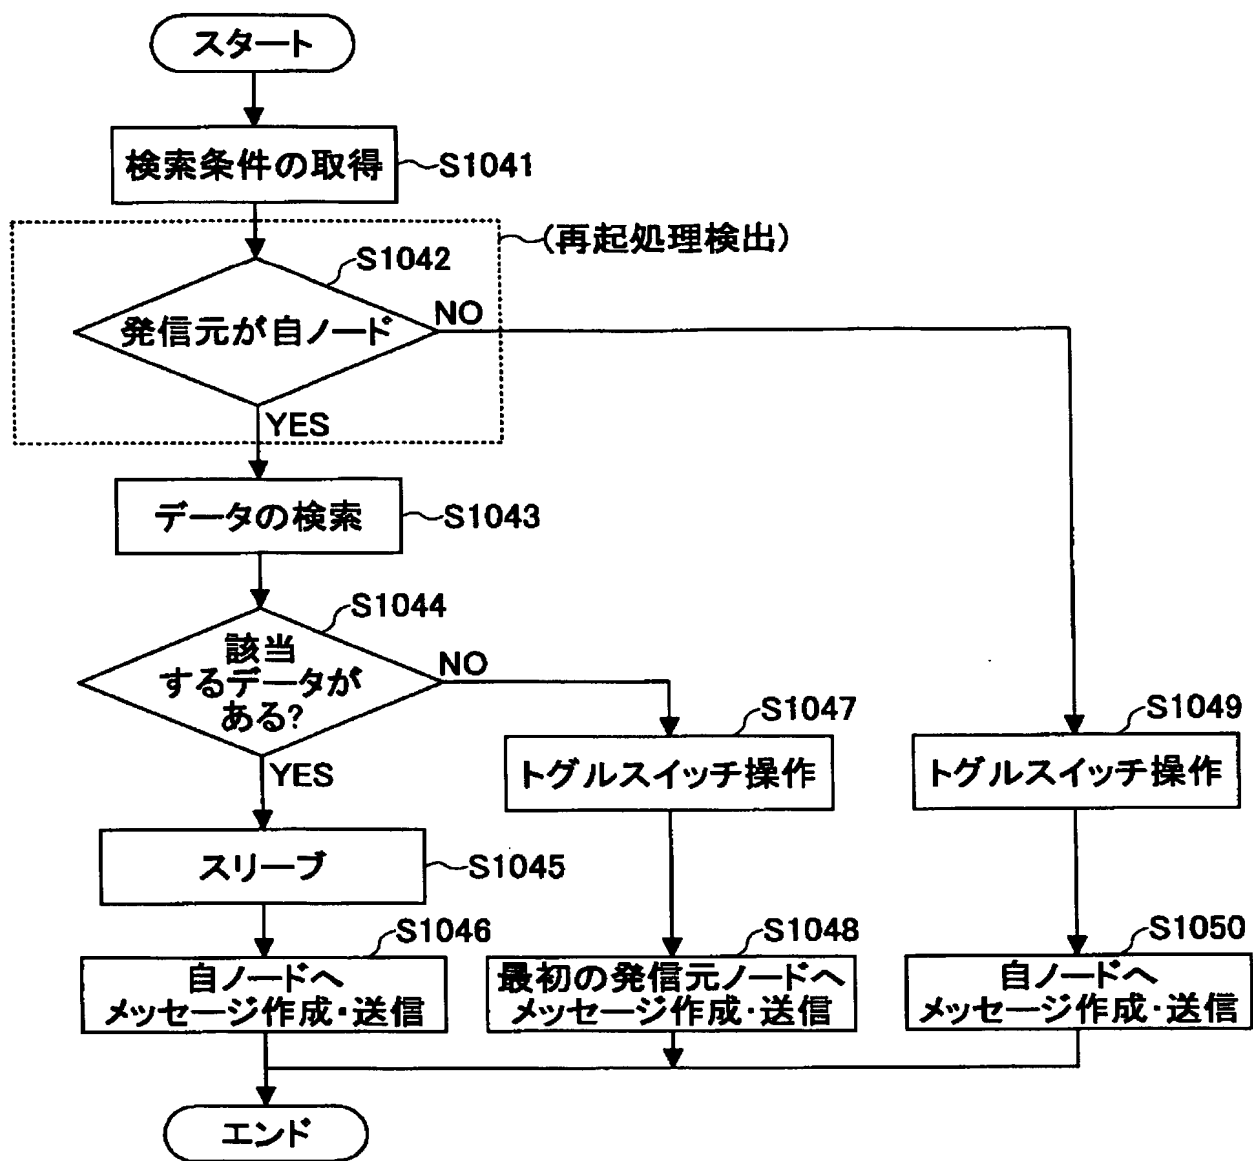 スタート
検索条件の取得
S1041
(再起処理検出)
S1042
発信元が自ノード
NO
YES
データの検索
S1043
S1044
該当
するデータが
ある?
NO
YES
S1047
トグルスイッチ操作
S1049
トグルスイッチ操作
スリープ
S1045
S1046
自ノードへ
メッセージ作成・送信
S1048
最初の発信元ノードへ
メッセージ作成・送信
S1050
自ノードへ
メッセージ作成・送信
エンド